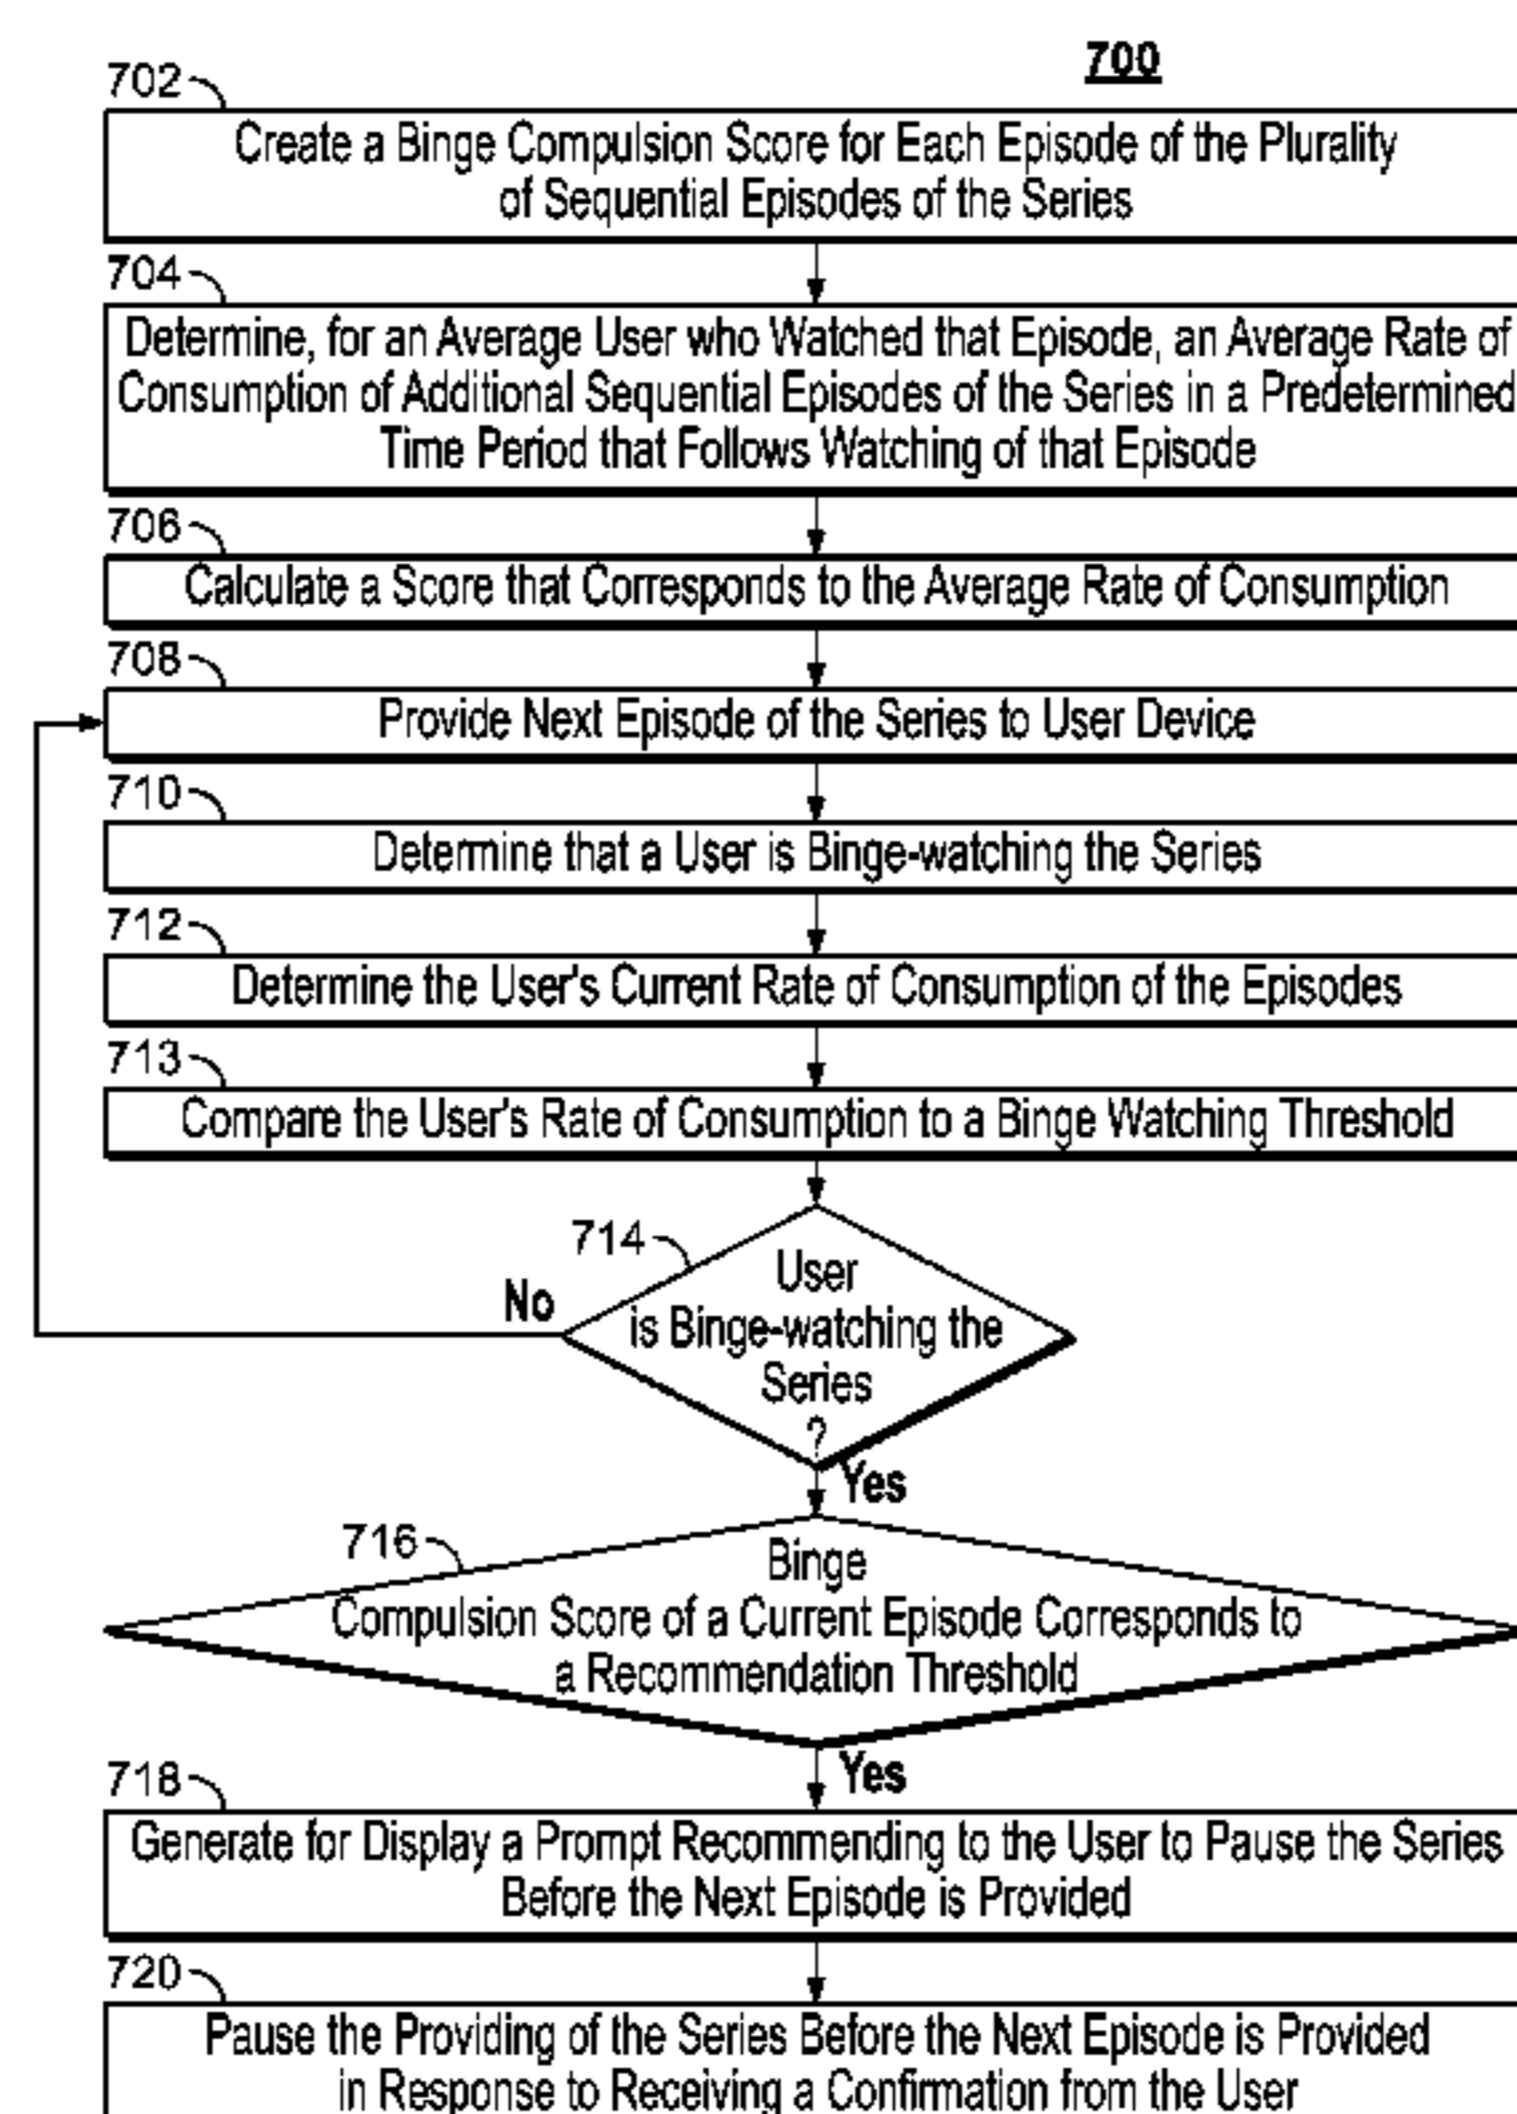 700
702
Create a Binge Compulsion Score for Each Episode of the Plurality
of Sequential Episodes of the Series
704
Determine, for an Average User who Watched that Episode, an Average Rate of
Consumption of Additional Sequential Episodes of the Series in a Predetermined
Time Period that Follows Watching of that Episode
706
Calculate a Score that Corresponds to the Average Rate of Consumption
708
Provide Next Episode of the Series to User Device
710
Determine that a User is Binge-watching the Series
712
Determine the User's Current Rate of Consumption of the Episodes
713
Compare the User's Rate of Consumption to a Binge Watching Threshold
714
User
is Binge-watching the
Series
?
No
Yes
716
Binge
Compulsion Score of a Current Episode Corresponds to
a Recommendation Threshold
Yes
718
Generate for Display a Prompt Recommending to the User to Pause the Series
Before the Next Episode is Provided
720
Pause the Providing of the Series Before the Next Episode is Provided
in Response to Receiving a Confirmation from the User